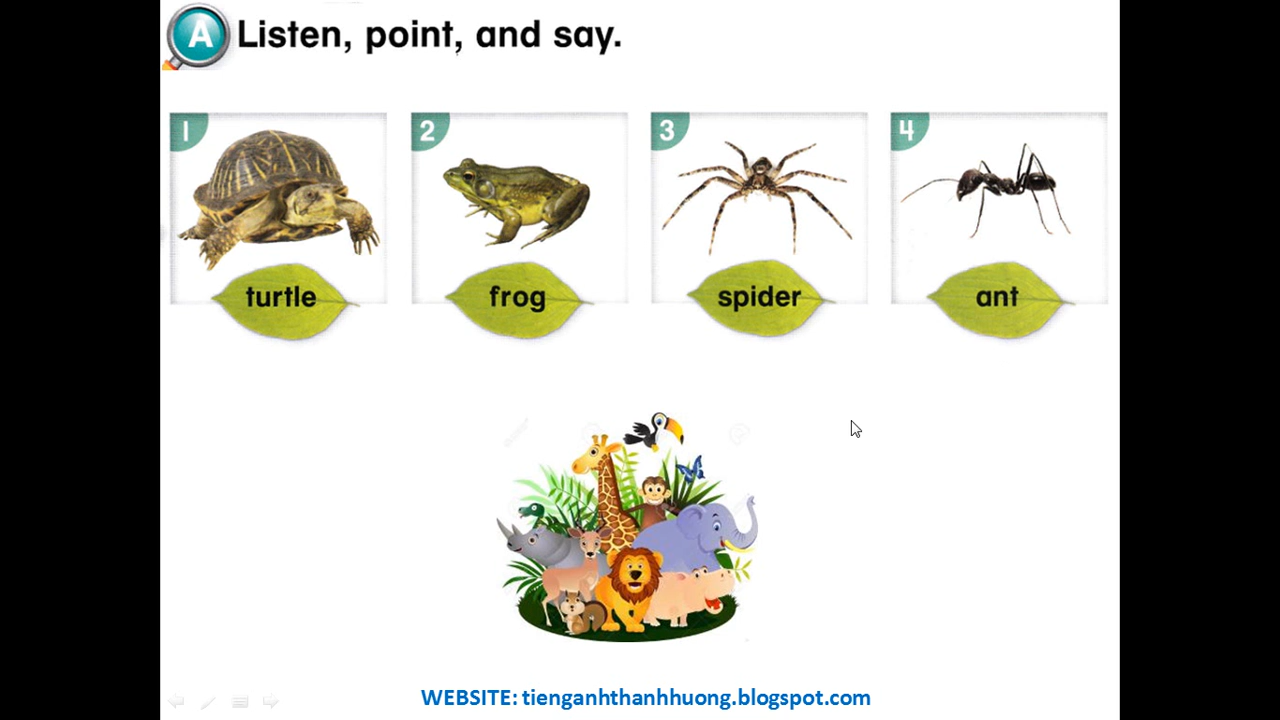 A Listen, point, and say.
1
2
3
4
turtle
frog
spider
ant
WEBSITE: tienganhthanhhuong.blogspot.com